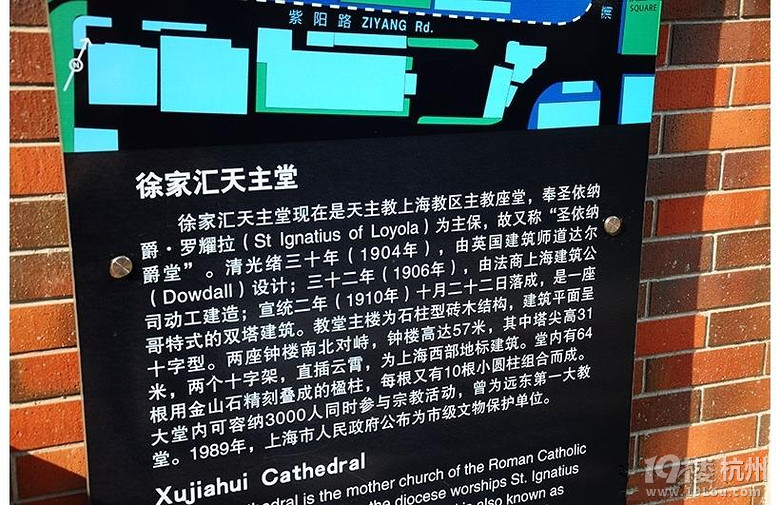 紫阳路 ZIYANG Rd.
SQUARE
N
徐家汇天主堂
徐家汇天主堂现在是天主教上海教区主教座堂，奉圣依纳
爵·罗耀拉（St Ignatius of Loyola）为主保，故又称“圣依纳
爵堂”。清光绪三十年（1904年），由英国建筑师道达尔
（Dowdall）设计；三十二年（1906年），由法商上海建筑公
司动工建造；宣统二年（1910年）十月二十二日落成，是一座
哥特式的双塔建筑。教堂主楼为石柱型砖木结构，建筑平面呈
十字型。两座钟楼南北对峙，钟楼高达57米，其中塔尖高31
米，两个十字架，直插云霄，为上海西部地标建筑。堂内有64
根用金山石精刻叠成的楹柱，每根又有10根小圆柱组合而成。
大堂内可容纳3000人同时参与宗教活动，曾为远东第一大教
堂。1989年，上海市人民政府公布为市级文物保护单位。
Xujiahui Cathedral
hedral is the mother church of the Roman Catholic
the diocese worships St. Ignatius
is also known as
19楼杭州
www.19lou.com